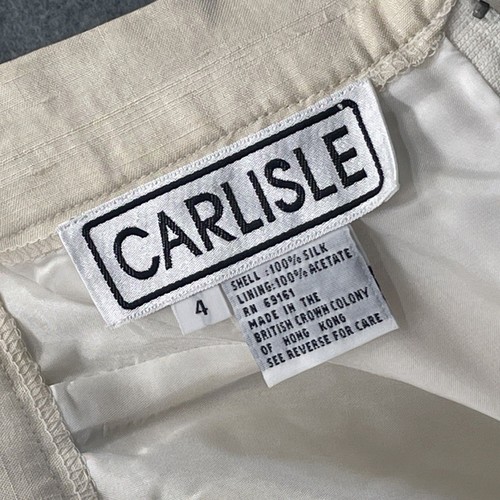 CARLISLE
4
SHELL : 100% SILK
LINING: 100% ACETATE
RN 69161
MADE IN THE
BRITISH CROWN COLONY
OF HONG KONG
SEE REVERSE FOR CARE